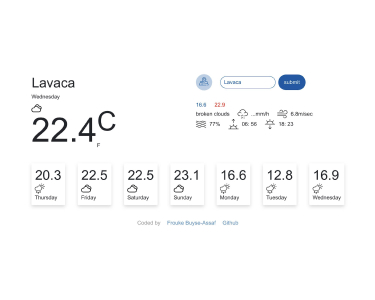 Lavaca
Wednesday
22.4 C
F
Lavaca
submit
16.6 22.9
broken clouds ...mm/h 6.8m/sec
77% 06: 56 18: 23
20.3 22.5 22.5 23.1 16.6 12.8 16.9
Thursday Friday Saturday Sunday Monday Tuesday Wednesday
Coded by Frouke Buyse-Assaf Github